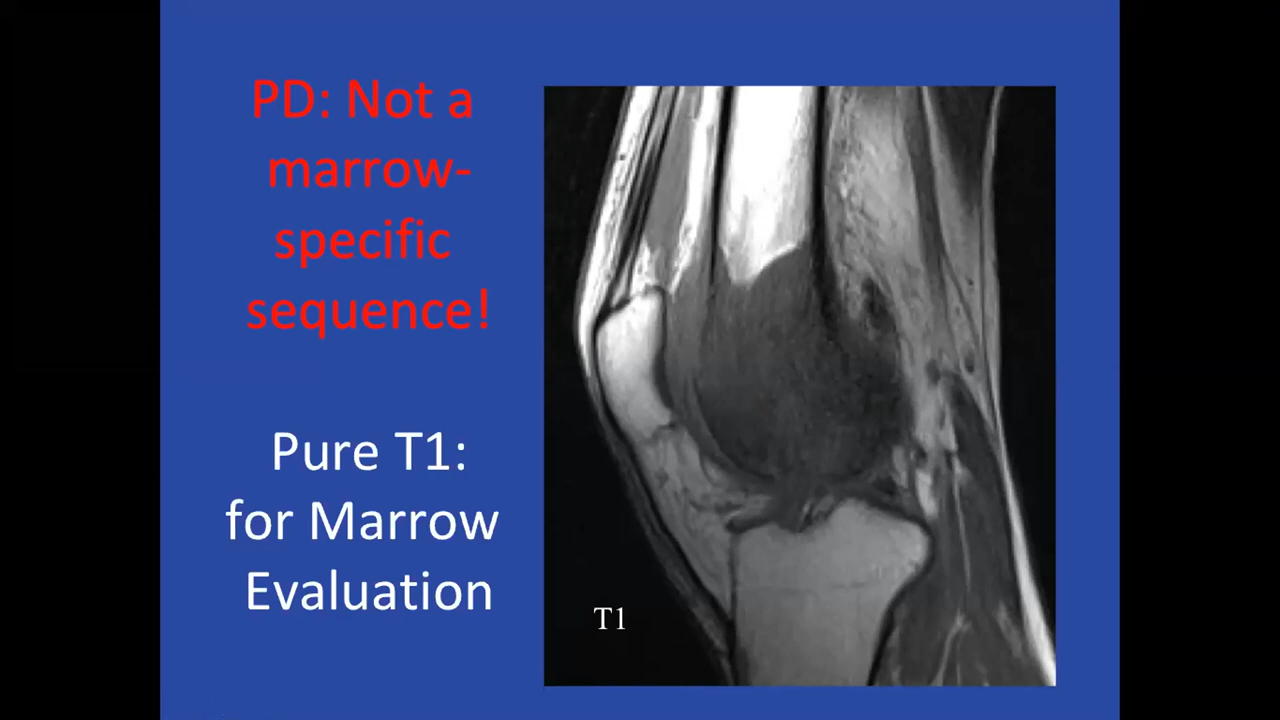 PD: Not a
marrow-
specific
sequence!
Pure T1:
for Marrow
Evaluation
T1